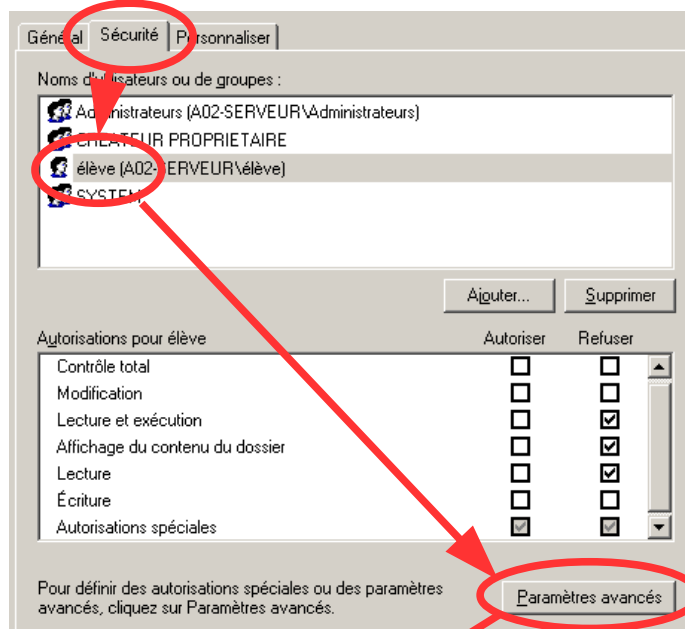 Général Sécurité Personnaliser
Noms d'utilisateurs ou de groupes :
Administrateurs (A02-SERVEUR\Administrateurs)
CREATEUR PROPRIETAIRE
élève (A02-SERVEUR\élève)
SYSTEM
Ajouter... Supprimer
Autorisations pour élève Autoriser Refuser
Contrôle total
Modification
Lecture et exécution
Affichage du contenu du dossier
Lecture
Écriture
Autorisations spéciales
Pour définir des autorisations spéciales ou des paramètres
avancés, cliquez sur Paramètres avancés.
Paramètres avancés